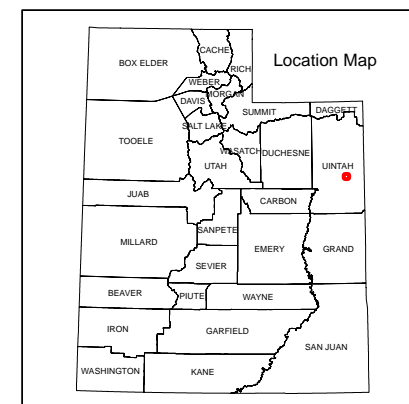 Location Map
BOX ELDER
CACHE
RICH
WEBER
MORGAN
DAVIS
SUMMIT
DAGGETT
SALT LAKE
TOOELE
WASATCH
DUCHESNE
UTAH
UINTAH
JUAB
CARBON
SANPETE
MILLARD
EMERY
GRAND
SEVIER
BEAVER
PIUTE
WAYNE
IRON
GARFIELD
SAN JUAN
WASHINGTON
KANE